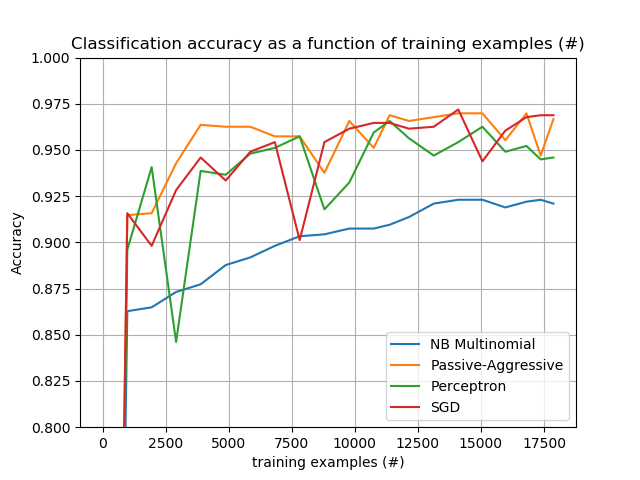 Classification accuracy as a function of training examples (#)
1.000
0.975
0.950
0.925
0.900
0.875
0.850
0.825
0.800
Accuracy
NB Multinomial
Passive-Aggressive
Perceptron
SGD
0 2500 5000 7500 10000 12500 15000 17500
training examples (#)